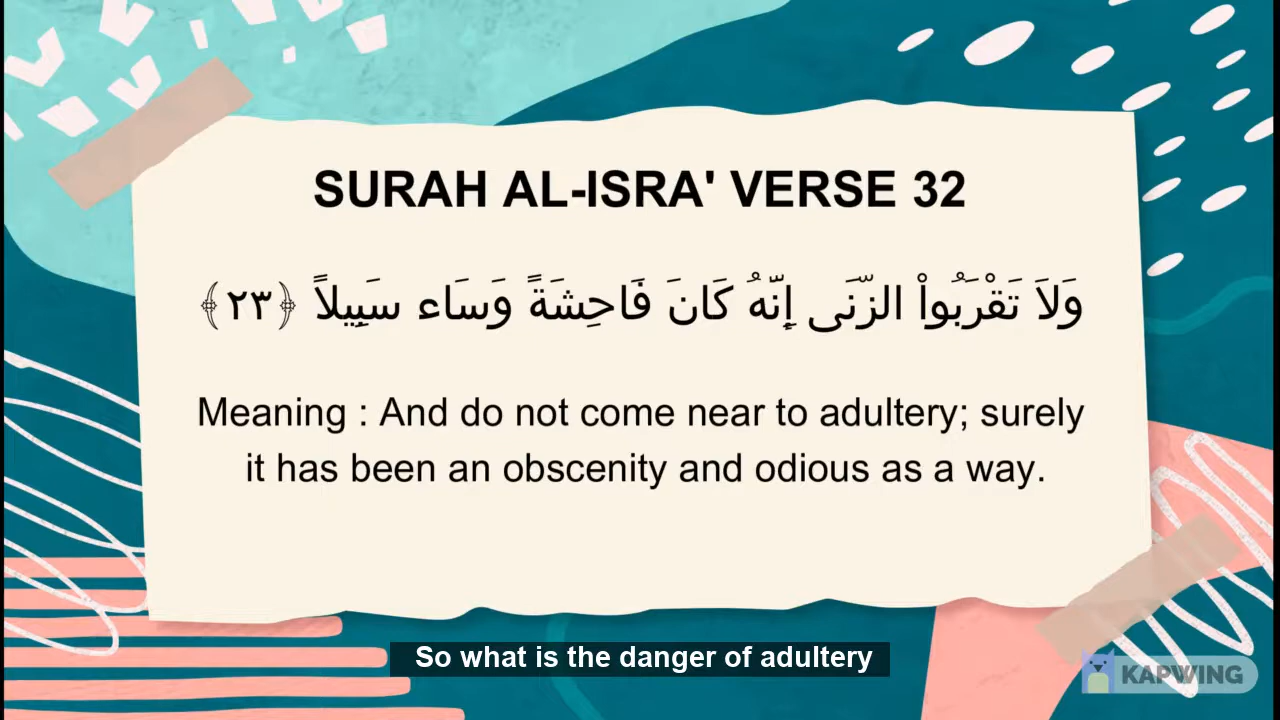 SURAH AL-ISRA' VERSE 32
وَلاَ تَقْرَبُواْ الزّنَى إِنّهُ كَانَ فَاحِشَةً وَسَاء سَبِيلاً ﴿٢٣﴾
Meaning : And do not come near to adultery; surely
it has been an obscenity and odious as a way.
So what is the danger of adultery
KAPWING